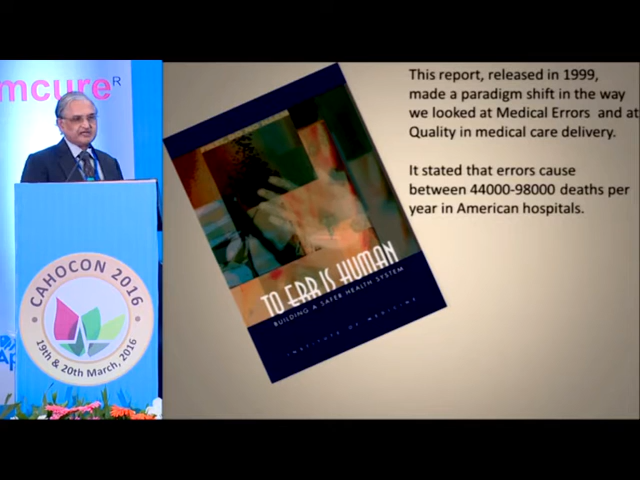 mcureᴿ
This report, released in 1999,
made a paradigm shift in the way
we looked at Medical Errors and at
Quality in medical care delivery.
It stated that errors cause
between 44000-98000 deaths per
year in American hospitals.
TO ERR IS HUMAN
BUILDING A SAFER HEALTH SYSTEM
INSTITUTE OF MEDICINE
CAHOCON 2016
19th & 20th March, 2016
Ap